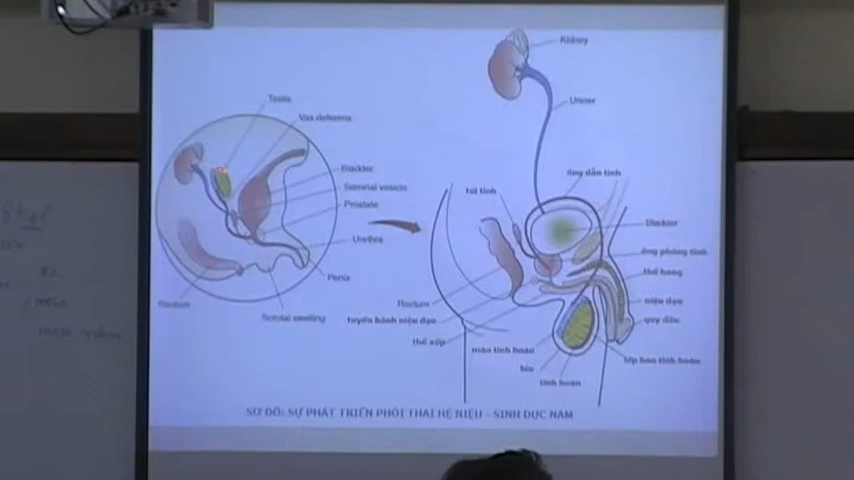 Kidney
Testis
Ureter
Vas deferens
Bladder
ống dẫn tinh
Seminal vesicle
túi tinh
Prostate
Bladder
Urethra
ống phóng tinh
thể hang
Penis
Rectum
Rectum
niệu đạo
Scrotal swelling
tuyến hành niệu đạo
quy đầu
thể xốp
màu tinh hoàn
lớp bao tinh hoàn
bìu
tinh hoàn
SƠ ĐỒ: SỰ PHÁT TRIỂN PHÔI THAI HỆ NIỆU - SINH DỤC NAM